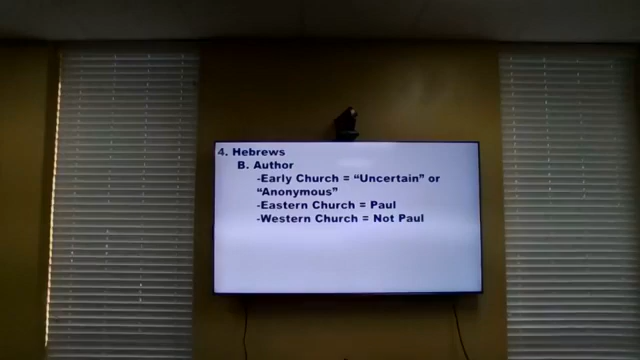 4. Hebrews
B. Author
-Early Church = “Uncertain” or
“Anonymous”
-Eastern Church = Paul
-Western Church = Not Paul